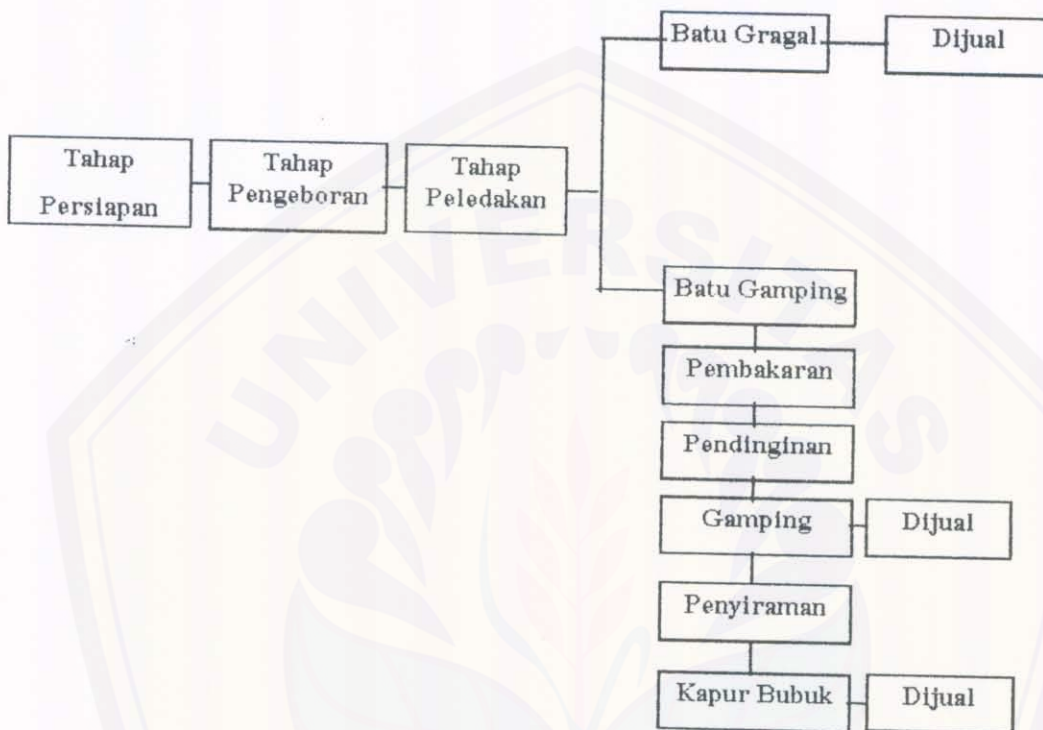 Batu Gragal
Dijual
Tahap
Persiapan
Tahap
Pengeboran
Tahap
Peledakan
Batu Gamping
Pembakaran
Pendinginan
Gamping
Dijual
Penyiraman
Kapur Bubuk
Dijual
UNIVERSITAS